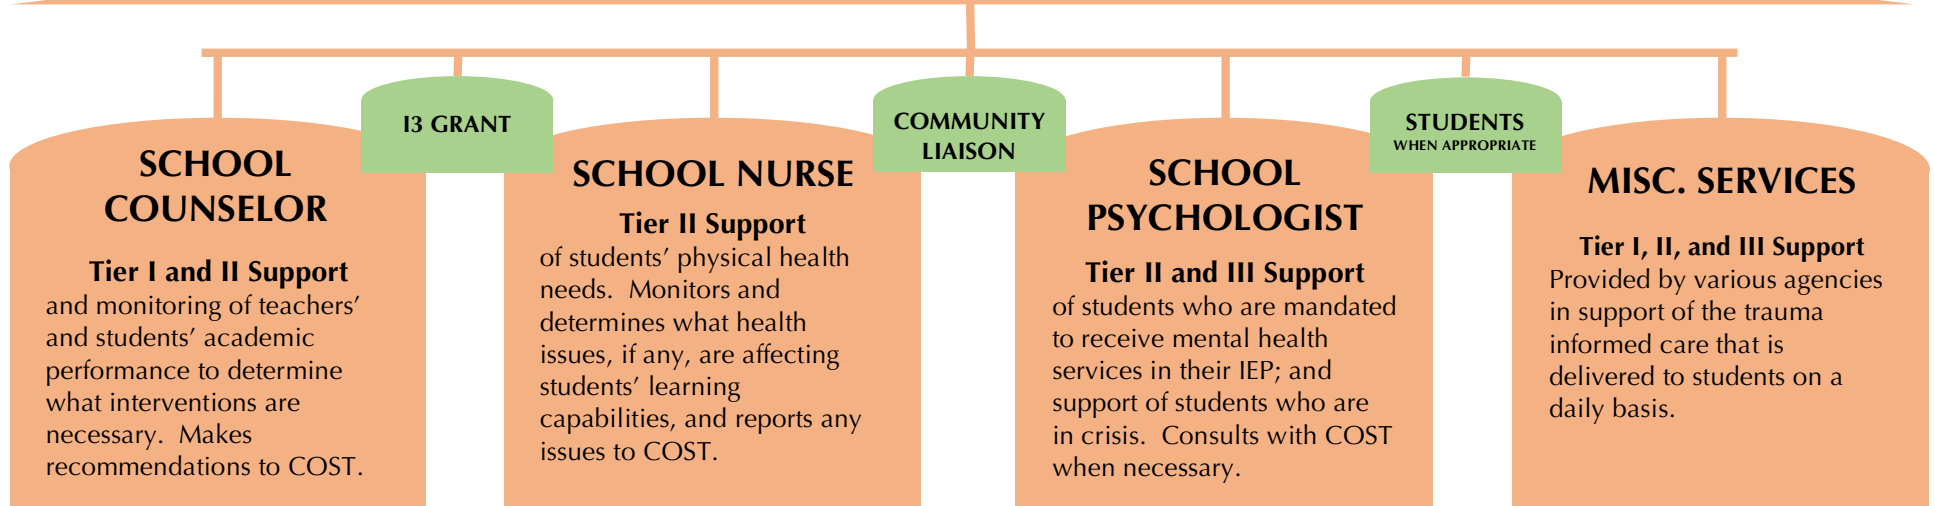 I3 GRANT
COMMUNITY
LIAISON
STUDENTS
WHEN APPROPRIATE
SCHOOL
COUNSELOR
Tier I and II Support
and monitoring of teachers’
and students’ academic
performance to determine
what interventions are
necessary.  Makes
recommendations to COST.
SCHOOL NURSE
Tier II Support
of students’ physical health
needs.  Monitors and
determines what health
issues, if any, are affecting
students’ learning
capabilities, and reports any
issues to COST.
SCHOOL
PSYCHOLOGIST
Tier II and III Support
of students who are mandated
to receive mental health
services in their IEP; and
support of students who are
in crisis.  Consults with COST
when necessary.
MISC. SERVICES
Tier I, II, and III Support
Provided by various agencies
in support of the trauma
informed care that is
delivered to students on a
daily basis.